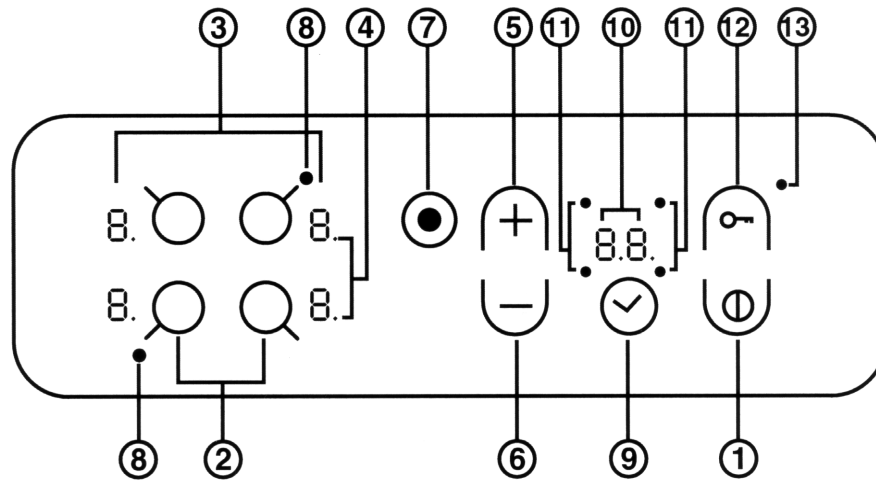 ③ ⑧ ④ ⑦ ⑤ ⑪ ⑩ ⑪ ⑫ ⑬
8. 8. + 8.8.
8. 8. −
⑧ ② ⑥ ⑨ ①